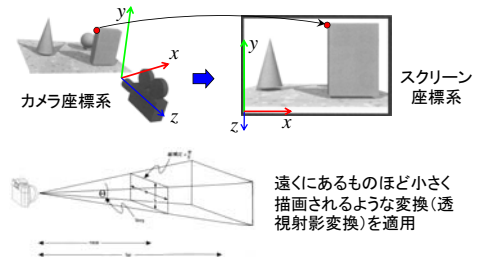 y
x
z
カメラ座標系
y
x
z
スクリーン
座標系
遠くにあるものほど小さく
描画されるような変換(透
視射影変換)を適用